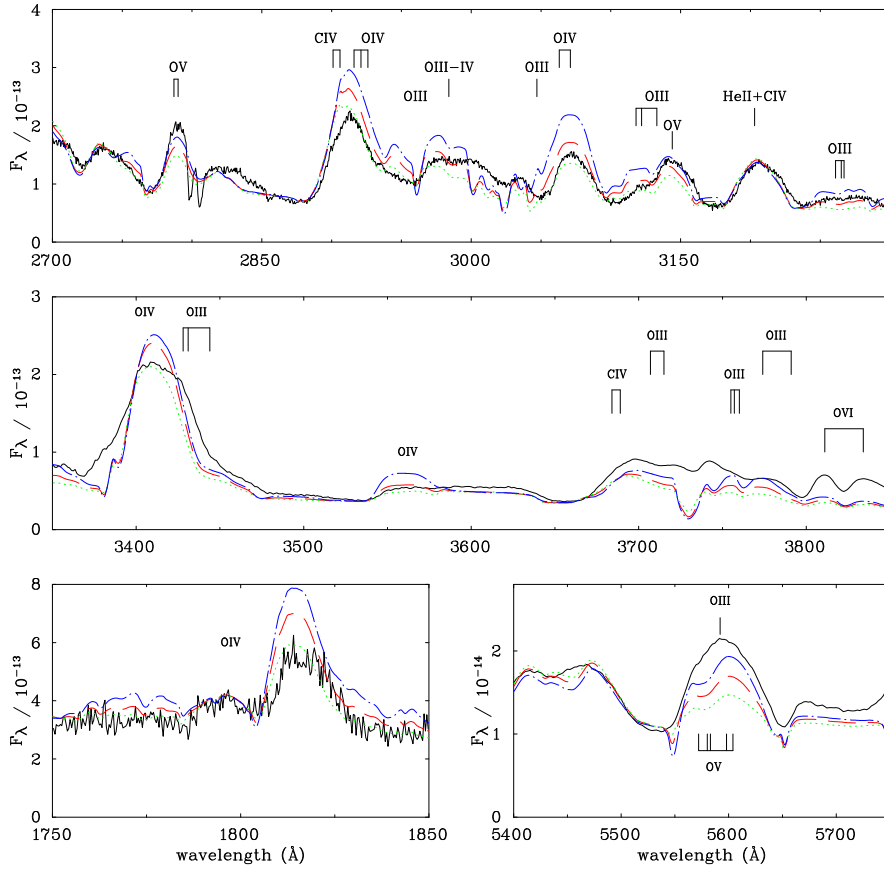 4
3
2
1
0
F_λ / 10⁻¹³
CIV
OIV
OV
OIII
OIII−IV
OIII
OIV
OIII
OV
HeII+CIV
OIII
2700
2850
3000
3150
3
2
1
0
F_λ / 10⁻¹³
OIV
OIII
OIV
CIV
OIII
OIII
OIII
OVI
3400
3500
3600
3700
3800
8
6
4
2
0
F_λ / 10⁻¹³
OIV
1750
1800
1850
wavelength (Å)
2
1
0
F_λ / 10⁻¹⁴
OIII
OV
5400
5500
5600
5700
wavelength (Å)